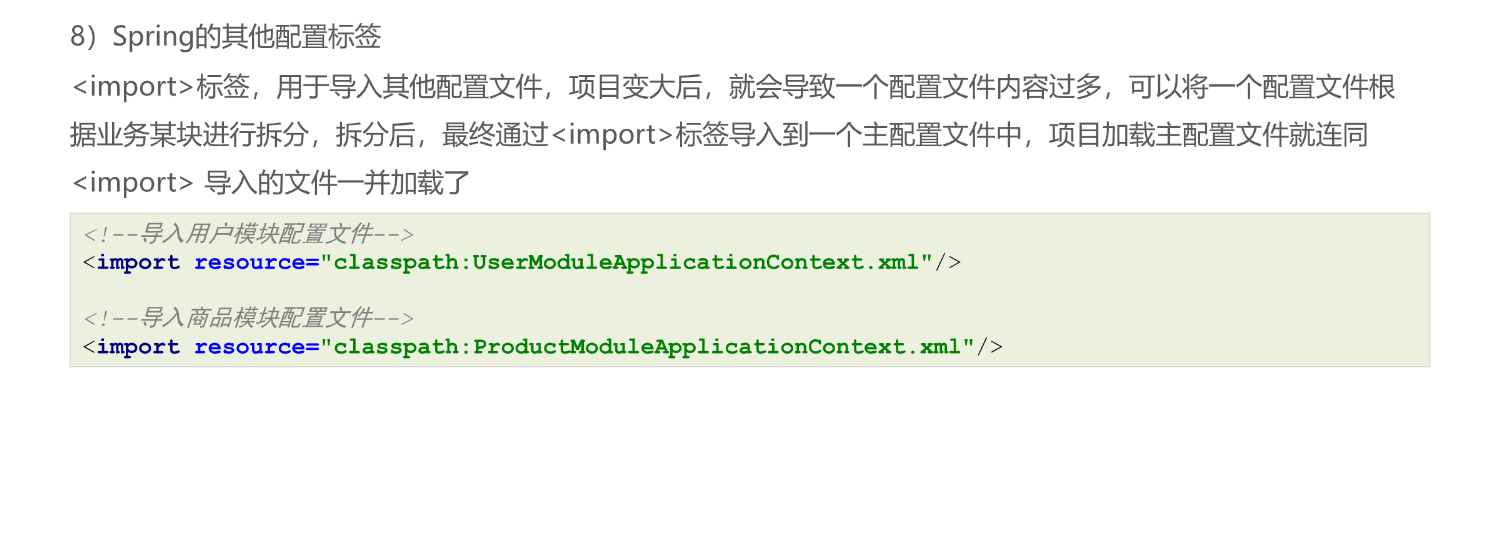 8）Spring的其他配置标签
<import>标签，用于导入其他配置文件，项目变大后，就会导致一个配置文件内容过多，可以将一个配置文件根
据业务某块进行拆分，拆分后，最终通过<import>标签导入到一个主配置文件中，项目加载主配置文件就连同
<import> 导入的文件一并加载了
<!--导入用户模块配置文件-->
<import resource="classpath:UserModuleApplicationContext.xml"/>
<!--导入商品模块配置文件-->
<import resource="classpath:ProductModuleApplicationContext.xml"/>